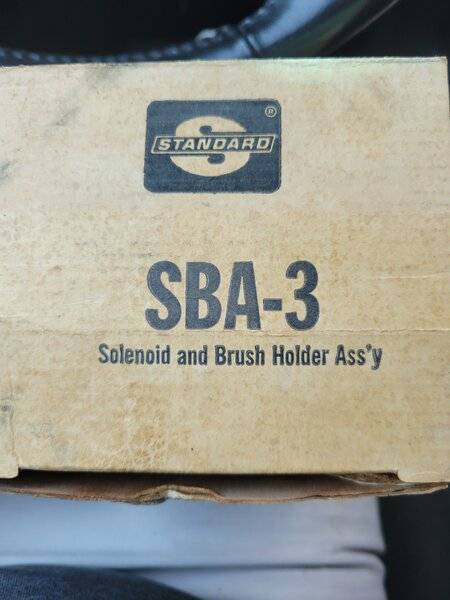 ®
STANDARD
SBA-3
Solenoid and Brush Holder Ass'y